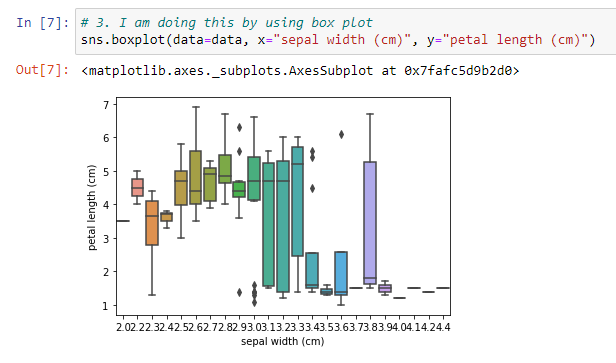 In [7]: # 3. I am doing this by using box plot
sns.boxplot(data=data, x="sepal width (cm)", y="petal length (cm)")
Out[7]: <matplotlib.axes._subplots.AxesSubplot at 0x7fafc5d9b2d0>
7
6
5
4
3
2
1
petal length (cm)
2.02.22.32.42.52.62.72.82.93.03.13.23.33.43.53.63.73.83.94.04.14.24.4
sepal width (cm)